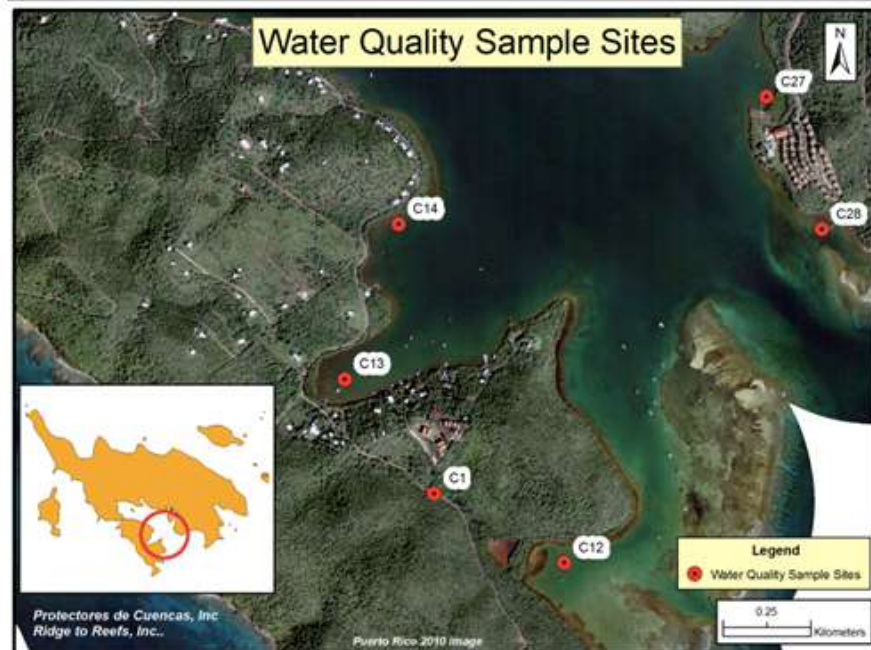 Water Quality Sample Sites
N
C27
C14
C28
C13
C1
C12
Legend
Water Quality Sample Sites
0.25
Kilometers
Protectores de Cuencas, Inc
Ridge to Reefs, Inc..
Puerto Rico 2010 image